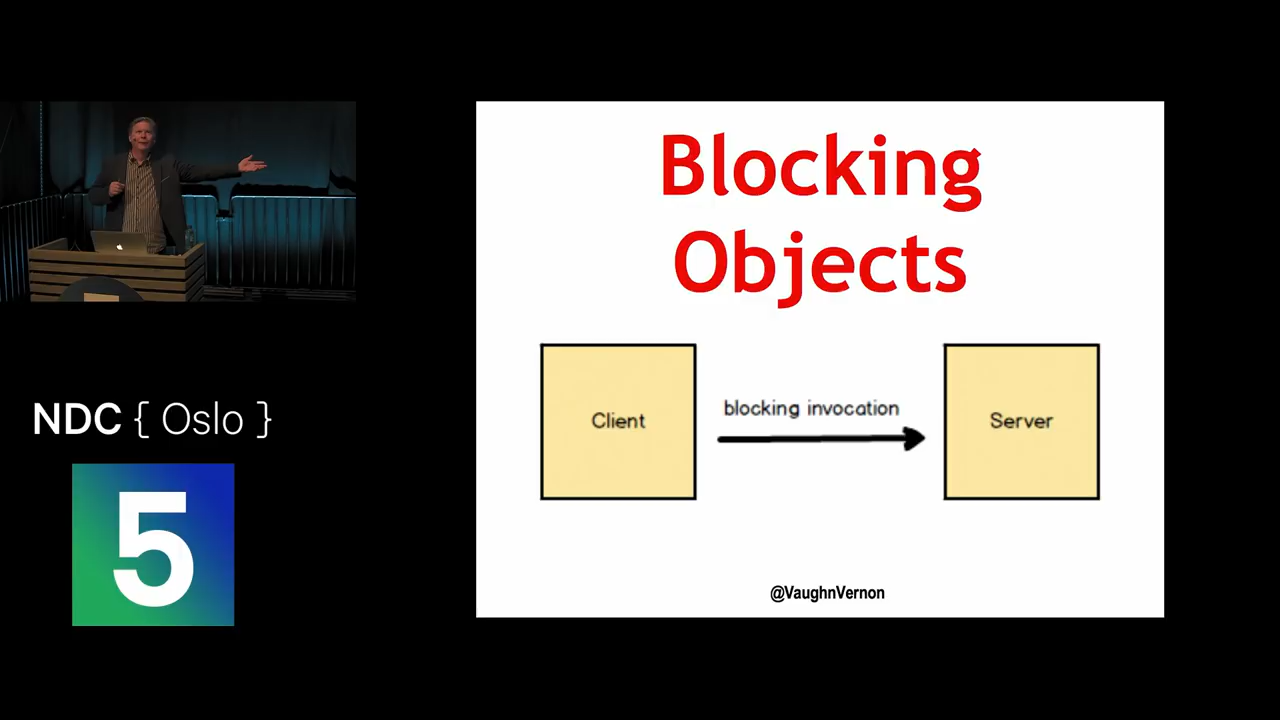 Blocking
Objects
Client
blocking invocation
Server
@VaughnVernon
NDC { Oslo }
5